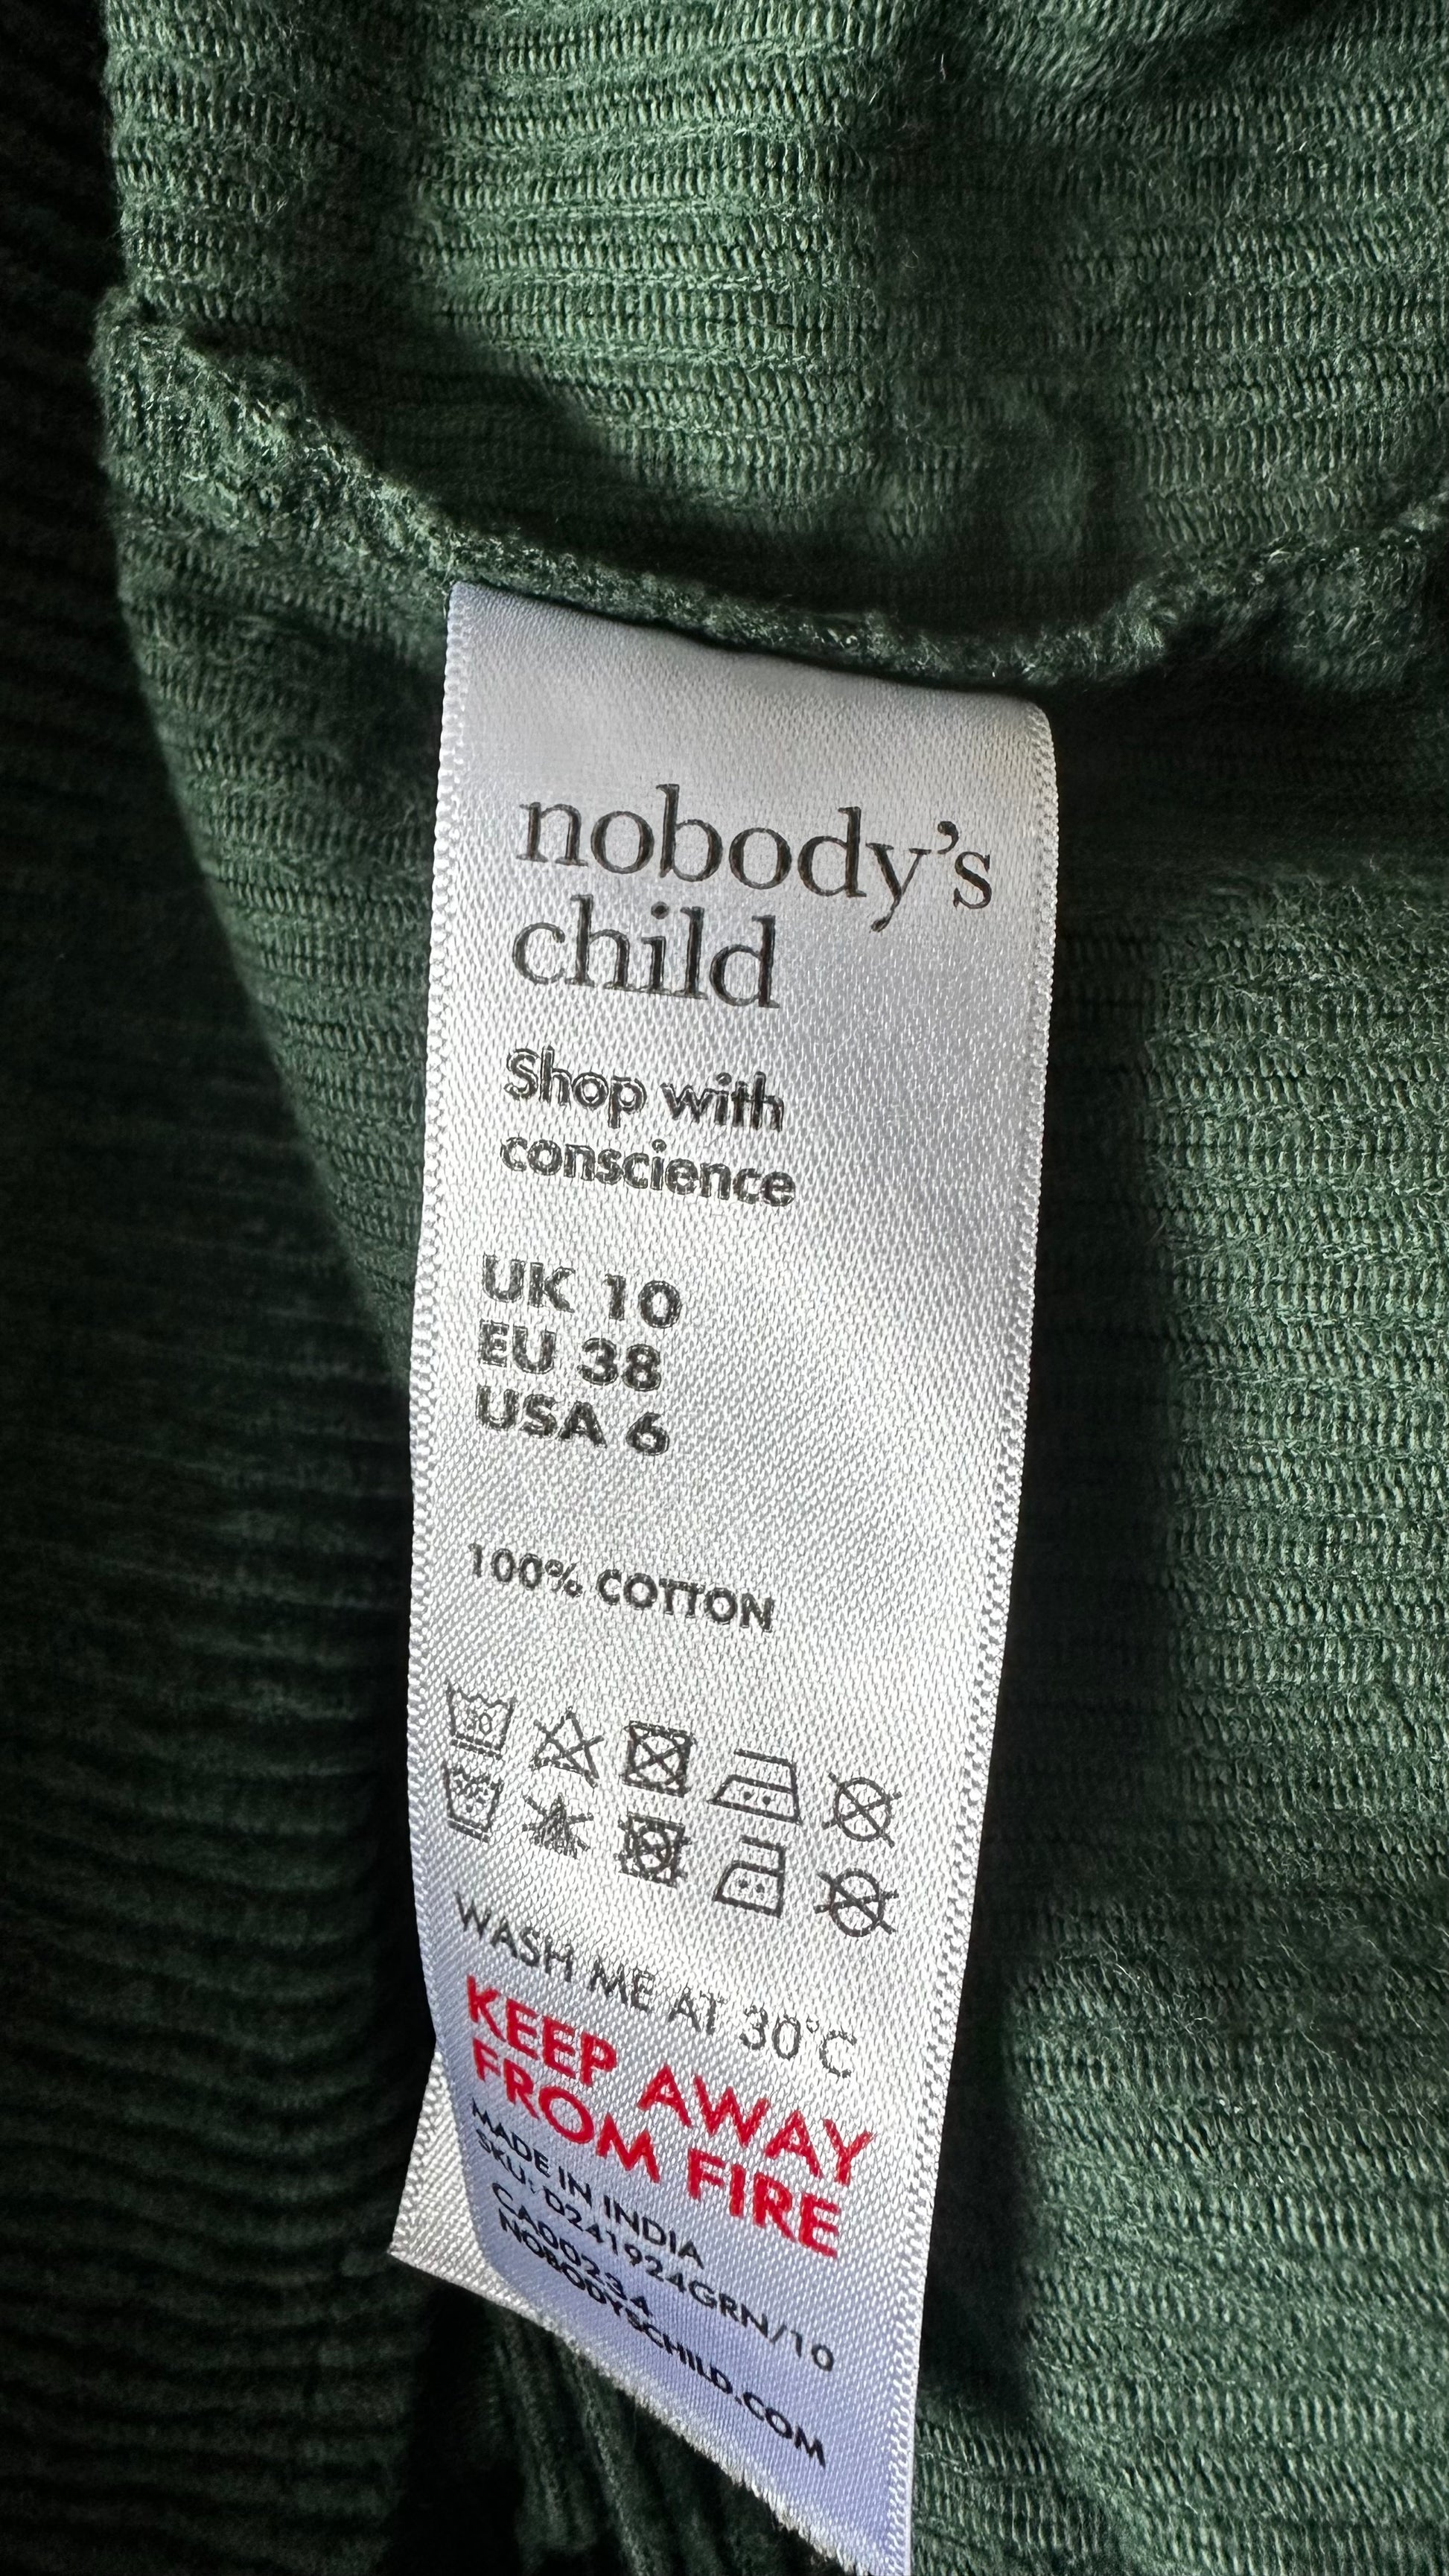 nobody's
child
Shop with
conscience
UK 10
EU 38
USA 6
100% COTTON
30
WASH ME AT 30°C
KEEP AWAY
FROM FIRE
MADE IN INDIA
SKU: D241924GRN/10
CA00234
NOBODYSCHILD.COM